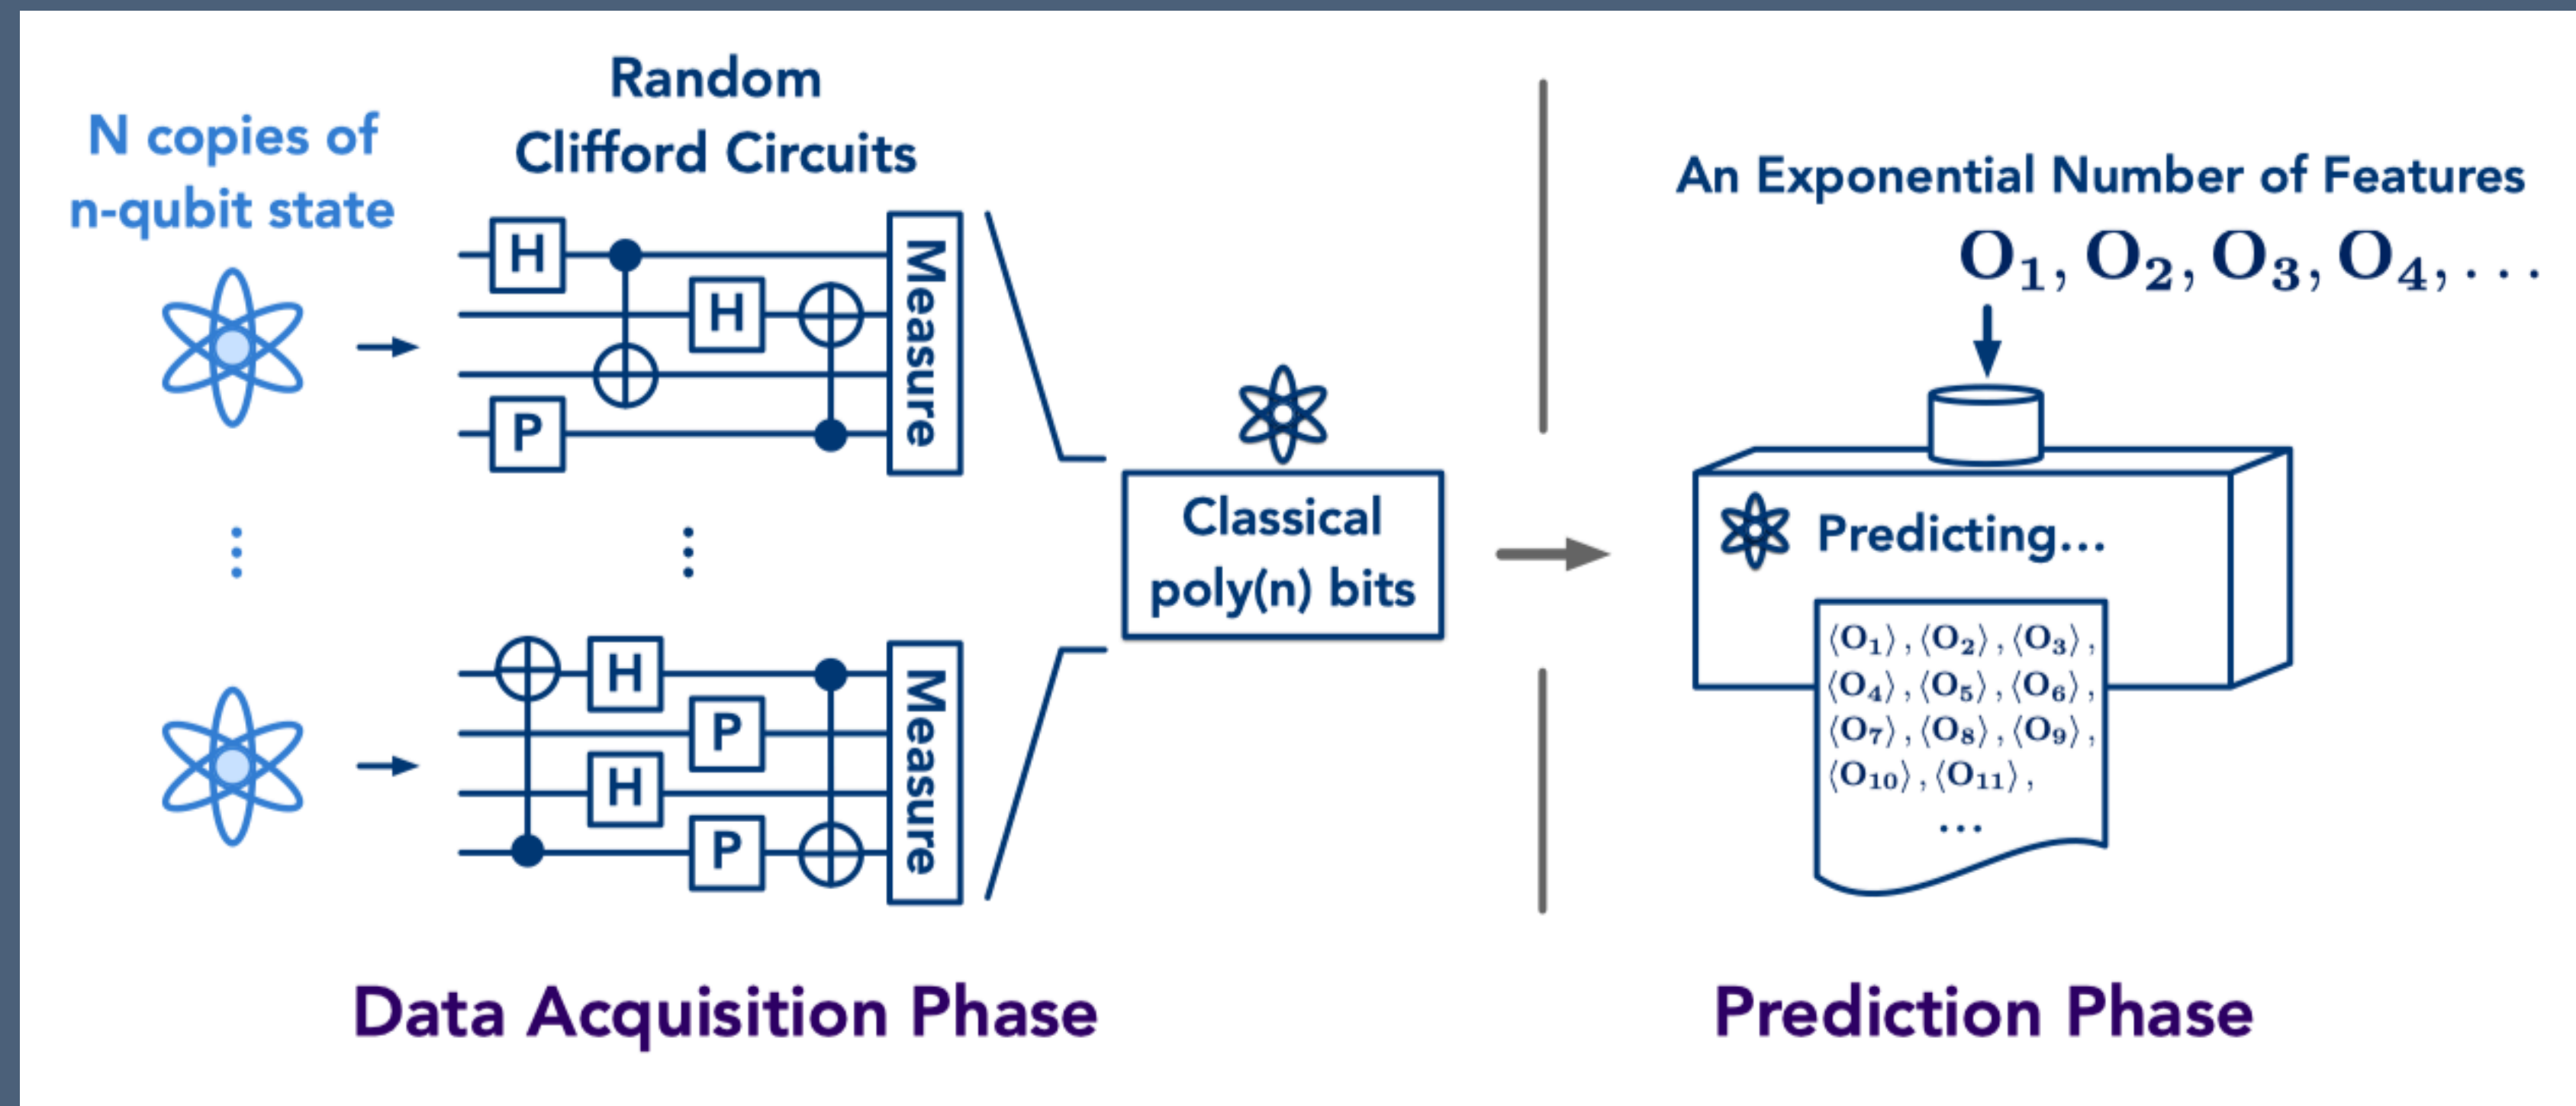 N copies of
n-qubit state
Random
Clifford Circuits
H
H
P
Measure
H
P
H
P
Measure
Classical
poly(n) bits
Data Acquisition Phase
An Exponential Number of Features
O₁, O₂, O₃, O₄, . . .
Predicting...
⟨O₁⟩ , ⟨O₂⟩ , ⟨O₃⟩ ,
⟨O₄⟩ , ⟨O₅⟩ , ⟨O₆⟩ ,
⟨O₇⟩ , ⟨O₈⟩ , ⟨O₉⟩ ,
⟨O₁₀⟩ , ⟨O₁₁⟩ ,
...
Prediction Phase